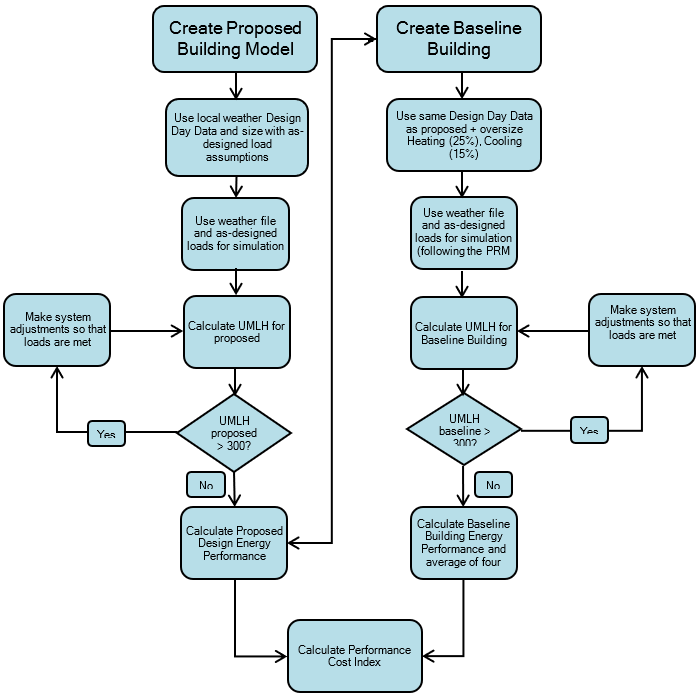 Create Proposed
Building Model
Use local weather Design
Day Data and size with as-
designed load
assumptions
Use weather file
and as-designed
loads for simulation
Calculate UMLH for
proposed
Make system
adjustments so that
loads are met
UMLH
proposed
> 300?
Yes
No
Calculate Proposed
Design Energy
Performance
Create Baseline
Building
Use same Design Day Data
as proposed + oversize
Heating (25%), Cooling
(15%)
Use weather file
and as-designed
loads for simulation
(following the PRM
Calculate UMLH for
Baseline Building
Make system
adjustments so that
loads are met
UMLH
baseline >
300?
Yes
No
Calculate Baseline
Building Energy
Performance and
average of four
Calculate Performance
Cost Index